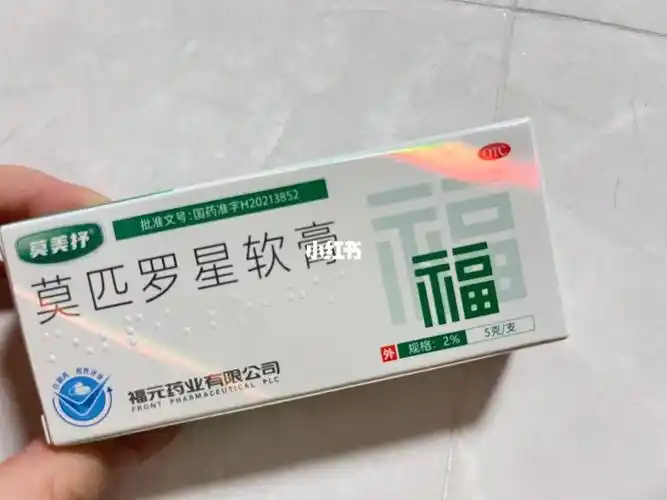 OTC
批准文号:国药准字H20213852
莫美抒®
莫匹罗星软膏
小红书
福
福
外 规格:2% 5克/支
福元药业有限公司
FRONT PHARMACEUTICAL PLC